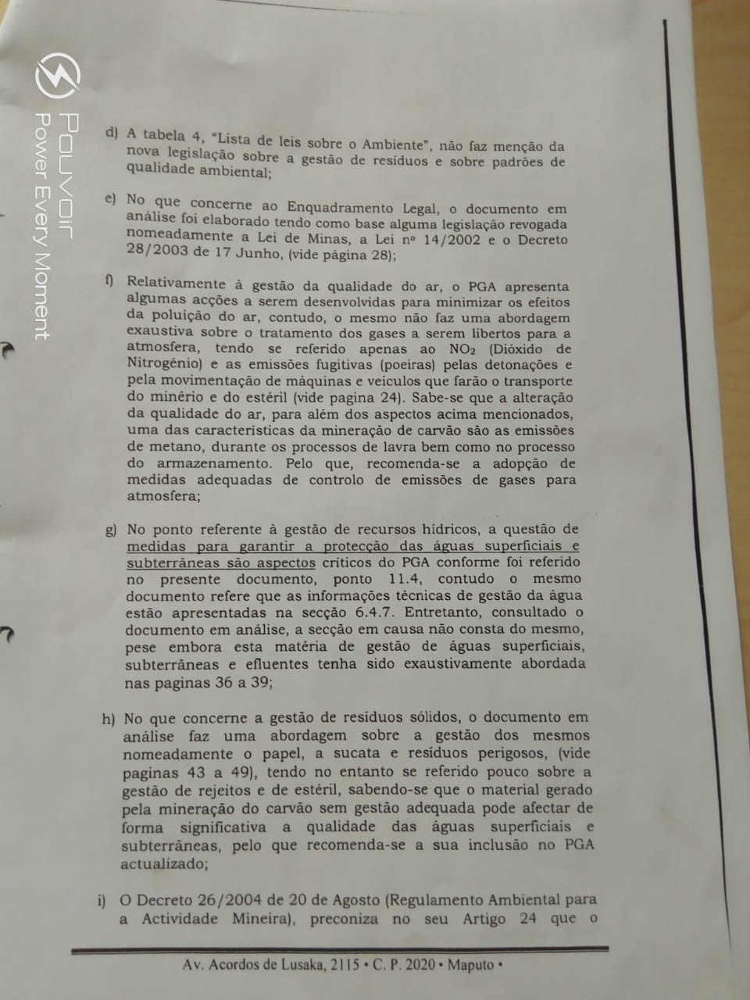 Pouvoir
Power Every Moment
d) A tabela 4, "Lista de leis sobre o Ambiente", não faz menção da
nova legislação sobre a gestão de resíduos e sobre padrões de
qualidade ambiental;
e) No que concerne ao Enquadramento Legal, o documento em
análise foi elaborado tendo como base alguma legislação revogada
nomeadamente a Lei de Minas, a Lei nº 14/2002 e o Decreto
28/2003 de 17 Junho, (vide página 28);
f) Relativamente à gestão da qualidade do ar, o PGA apresenta
algumas acções a serem desenvolvidas para minimizar os efeitos
da poluição do ar, contudo, o mesmo não faz uma abordagem
exaustiva sobre o tratamento dos gases a serem libertos para a
atmosfera, tendo se referido apenas ao NO2 (Dióxido de
Nitrogénio) e as emissões fugitivas (poeiras) pelas detonações e
pela movimentação de máquinas e veículos que farão o transporte
do minério e do estéril (vide pagina 24). Sabe-se que a alteração
da qualidade do ar, para além dos aspectos acima mencionados,
uma das características da mineração de carvão são as emissões
de metano, durante os processos de lavra bem como no processo
do armazenamento. Pelo que, recomenda-se a adopção de
medidas adequadas de controlo de emissões de gases para
atmosfera;
g) No ponto referente à gestão de recursos hídricos, a questão de
medidas para garantir a protecção das águas superficiais e
subterrâneas são aspectos críticos do PGA conforme foi referido
no presente documento, ponto 11.4, contudo o mesmo
documento refere que as informações técnicas de gestão da água
estão apresentadas na secção 6.4.7. Entretanto, consultado o
documento em análise, a secção em causa não consta do mesmo,
pese embora esta matéria de gestão de águas superficiais,
subterrâneas e efluentes tenha sido exaustivamente abordada
nas paginas 36 a 39;
h) No que concerne a gestão de resíduos sólidos, o documento em
análise faz uma abordagem sobre a gestão dos mesmos
nomeadamente o papel, a sucata e resíduos perigosos, (vide
paginas 43 a 49), tendo no entanto se referido pouco sobre a
gestão de rejeitos e de estéril, sabendo-se que o material gerado
pela mineração do carvão sem gestão adequada pode afectar de
forma significativa a qualidade das águas superficiais e
subterrâneas, pelo que recomenda-se a sua inclusão no PGA
actualizado;
i) O Decreto 26/2004 de 20 de Agosto (Regulamento Ambiental para
a Actividade Mineira), preconiza no seu Artigo 24 que o
Av. Acordos de Lusaka, 2115 • C. P. 2020 • Maputo •